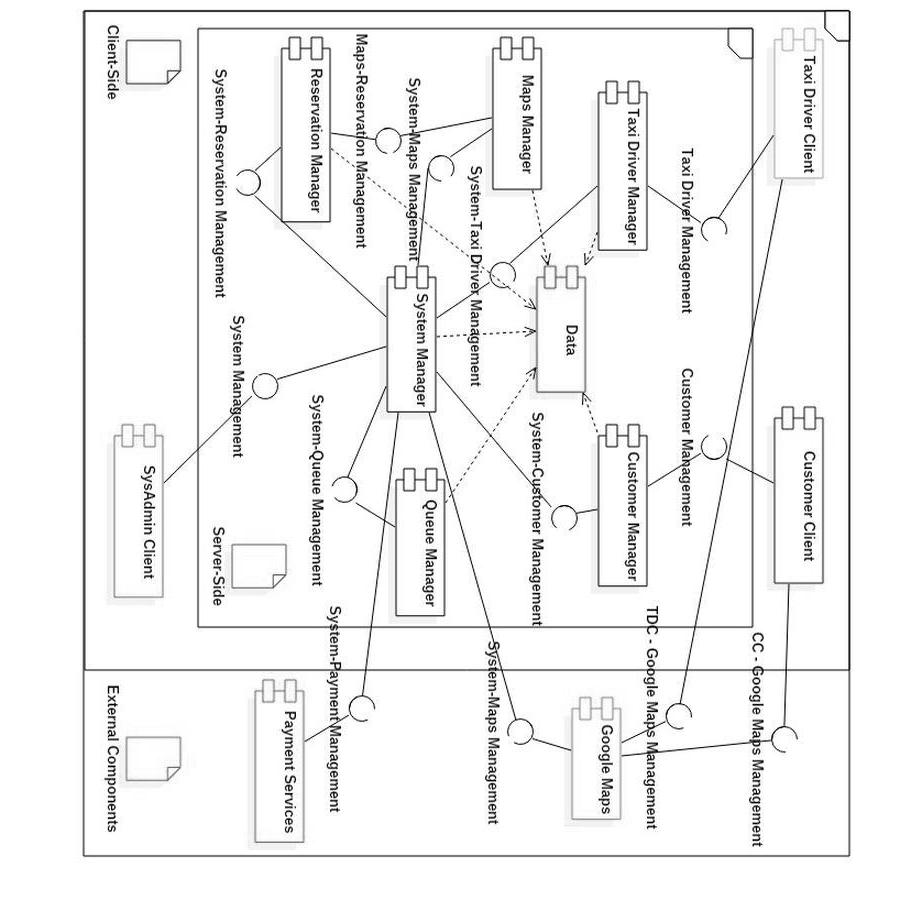 Taxi Driver Client
Customer Client
CC - Google Maps Management
Taxi Driver Management
Customer Management
TDC - Google Maps Management
Taxi Driver Manager
Customer Manager
Google Maps
Data
System-Customer Management
Maps Manager
System-Taxi Driver Management
System-Maps Management
System-Maps Management
System Manager
Queue Manager
Maps-Reservation Management
System-Payment Management
Reservation Manager
System-Queue Management
Payment Services
System-Reservation Management
System Management
Server-Side
SysAdmin Client
Client-Side
External Components